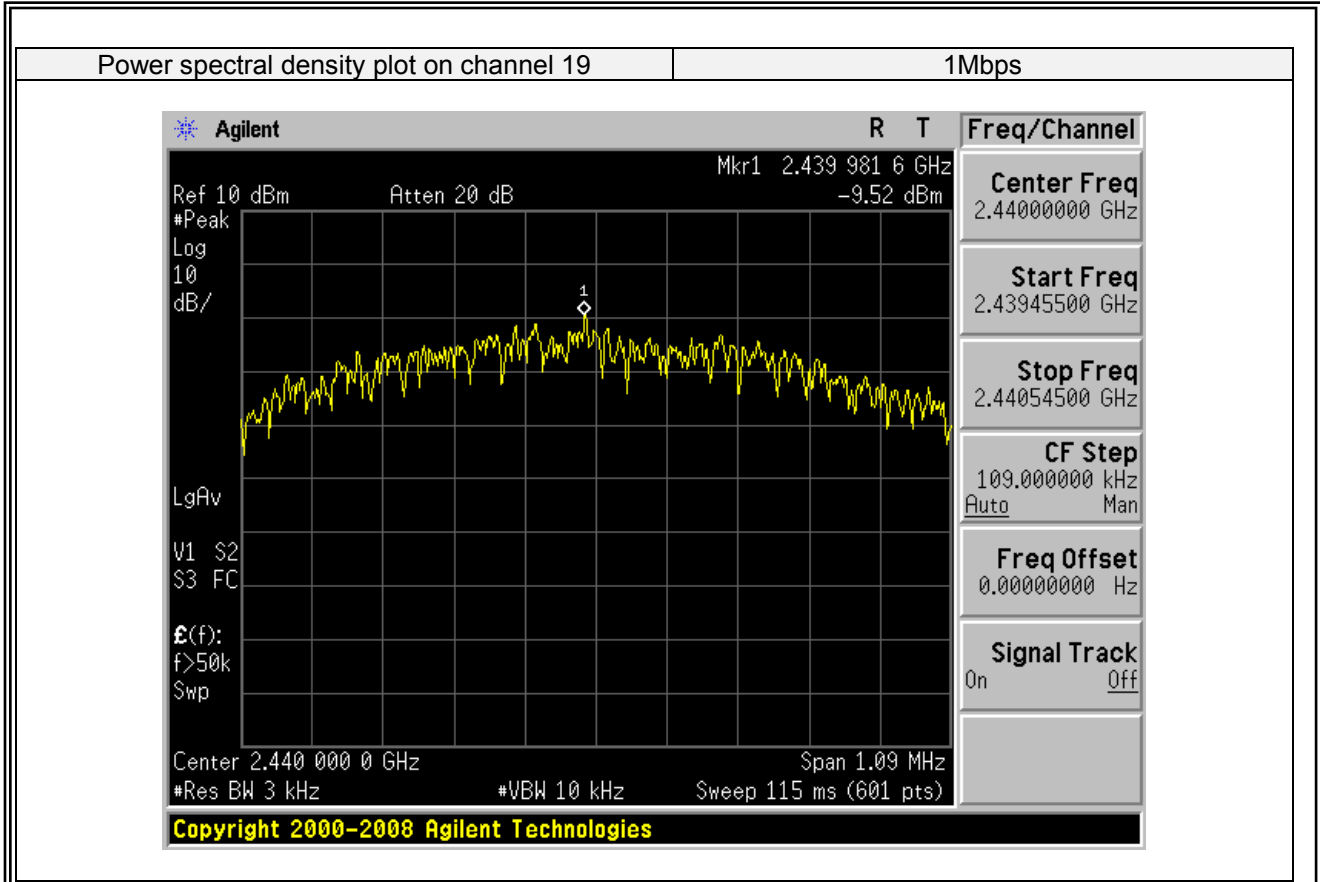 Power spectral density plot on channel 19 1Mbps
Agilent R T Freq/Channel
Mkr1 2.439 981 6 GHz
Ref 10 dBm Atten 20 dB -9.52 dBm
#Peak
Log
10
dB/
1
LgAv
V1 S2
S3 FC
£(f):
f>50k
Swp
Center 2.440 000 0 GHz Span 1.09 MHz
#Res BW 3 kHz #VBW 10 kHz Sweep 115 ms (601 pts)
Center Freq
2.44000000 GHz
Start Freq
2.43945500 GHz
Stop Freq
2.44054500 GHz
CF Step
109.000000 kHz
Auto Man
Freq Offset
0.00000000 Hz
Signal Track
On Off
Copyright 2000-2008 Agilent Technologies